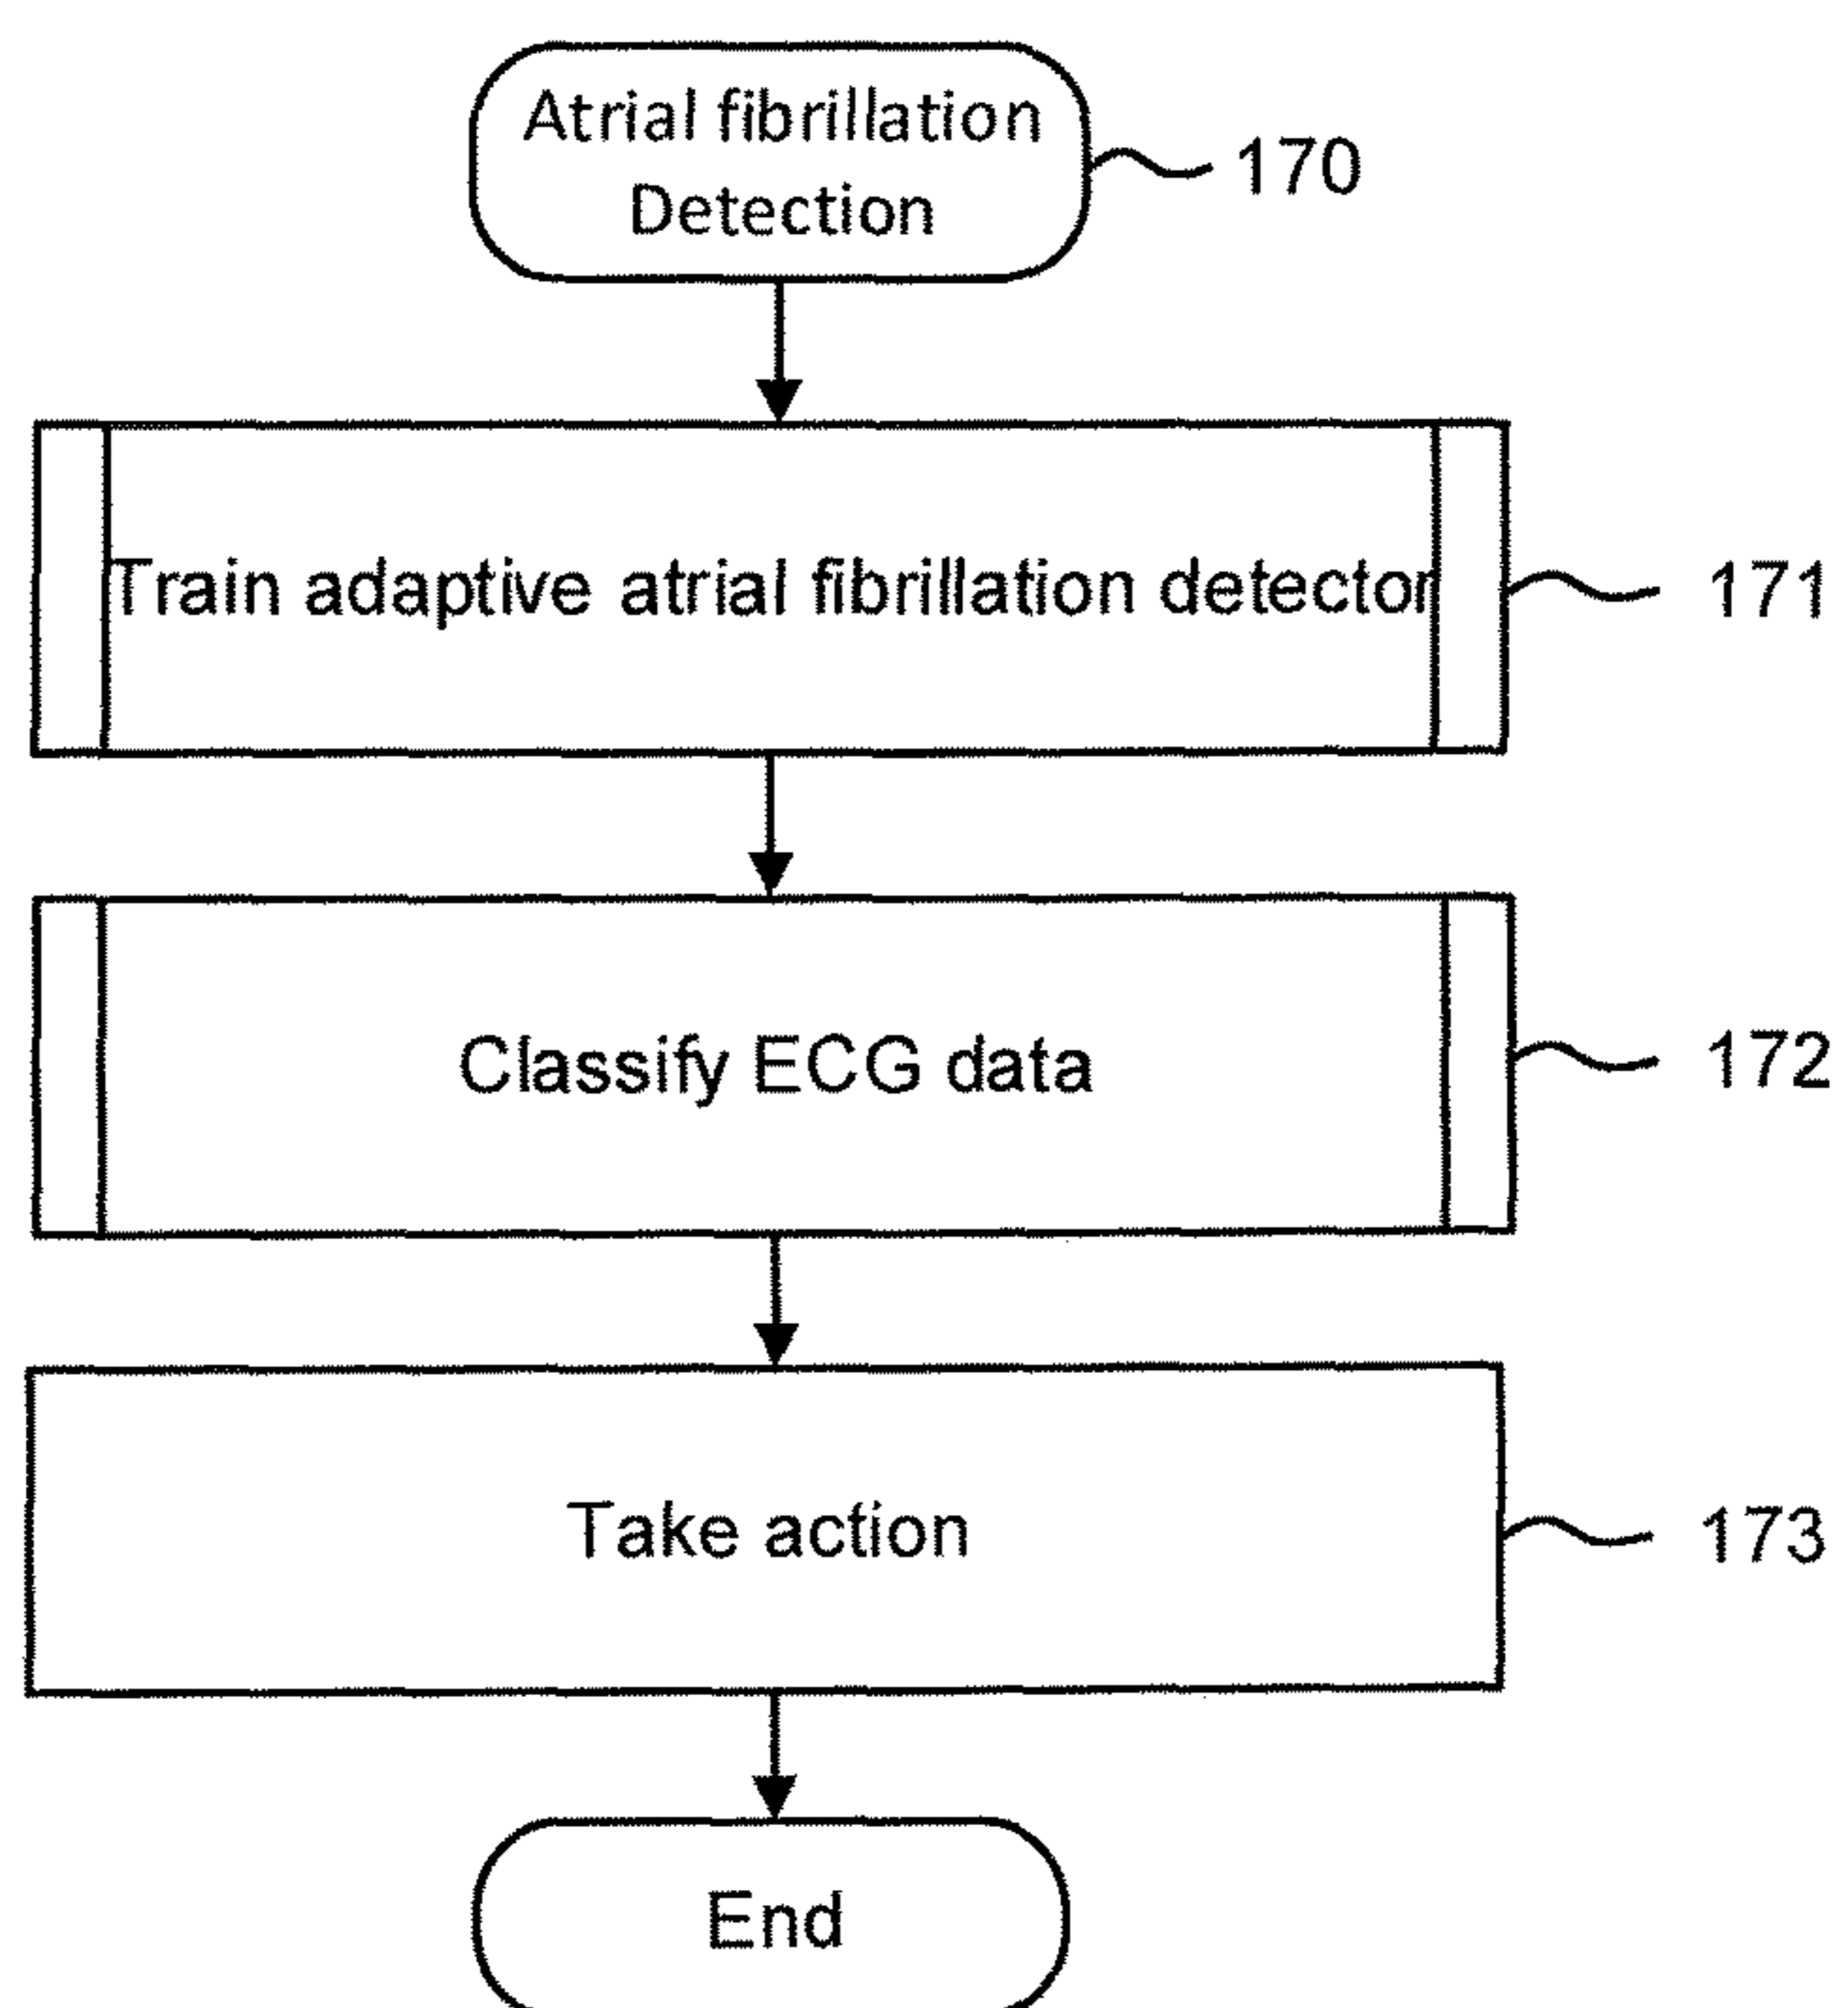 Atrial fibrillation
Detection
170
Train adaptive atrial fibrillation detector
171
Classify ECG data
172
Take action
173
End